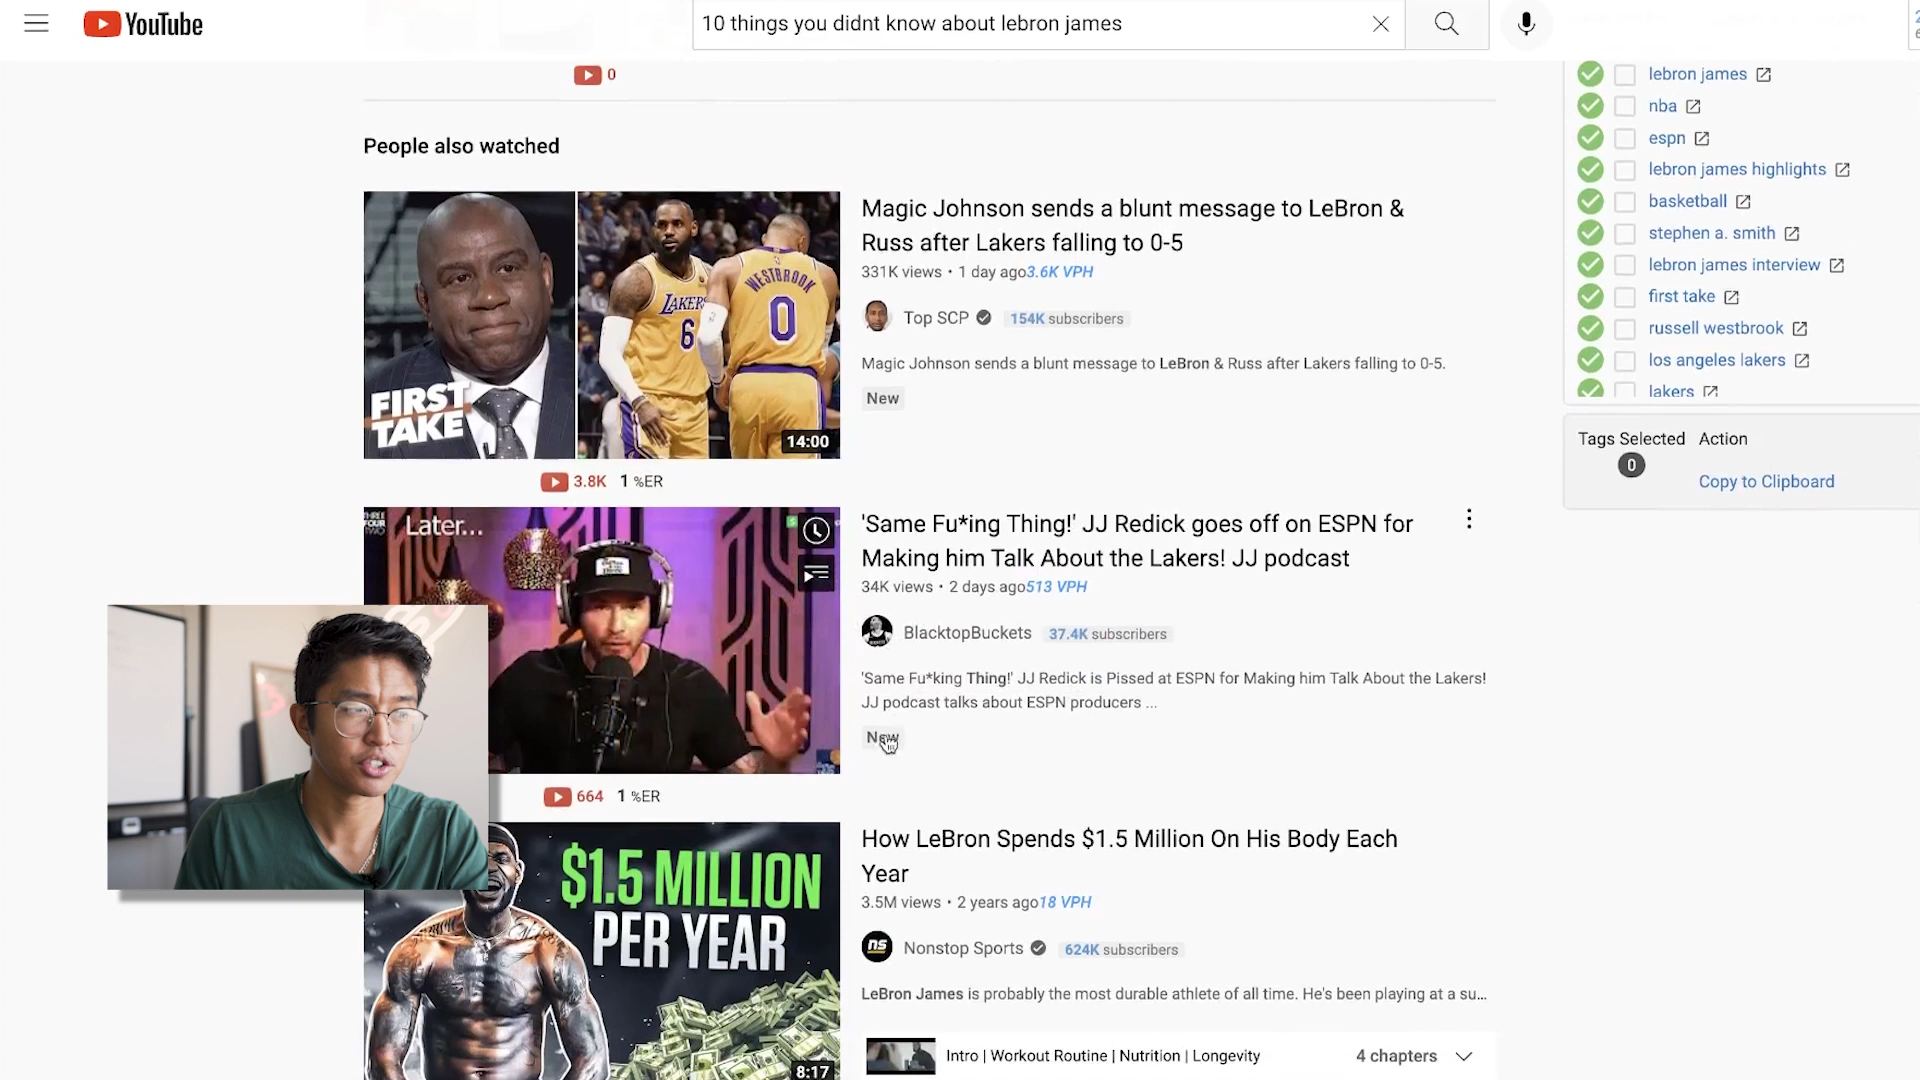 YouTube
10 things you didnt know about lebron james
0
People also watched
Magic Johnson sends a blunt message to LeBron &
Russ after Lakers falling to 0-5
331K views • 1 day ago3.6K VPH
Top SCP
154K subscribers
Magic Johnson sends a blunt message to LeBron & Russ after Lakers falling to 0-5.
New
FIRST
TAKE
LAKERS
6
WESTBROOK
0
14:00
3.8K 1 %ER
THREE
FOUR
TWO
Later...
'Same Fu*ing Thing!' JJ Redick goes off on ESPN for
Making him Talk About the Lakers! JJ podcast
34K views • 2 days ago513 VPH
BlacktopBuckets
37.4K subscribers
'Same Fu*king Thing!' JJ Redick is Pissed at ESPN for Making him Talk About the Lakers!
JJ podcast talks about ESPN producers ...
New
664 1 %ER
$1.5 MILLION
PER YEAR
8:17
How LeBron Spends $1.5 Million On His Body Each
Year
3.5M views • 2 years ago18 VPH
ns
Nonstop Sports
624K subscribers
LeBron James is probably the most durable athlete of all time. He's been playing at a su...
Intro | Workout Routine | Nutrition | Longevity
4 chapters
lebron james
nba
espn
lebron james highlights
basketball
stephen a. smith
lebron james interview
first take
russell westbrook
los angeles lakers
lakers
Tags Selected Action
0
Copy to Clipboard